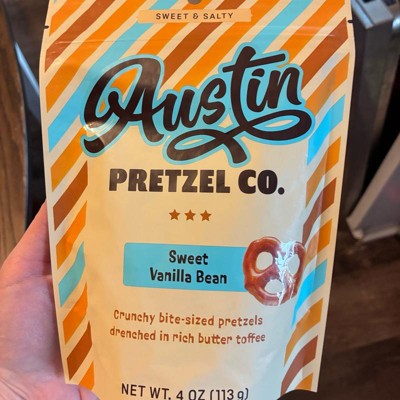 SWEET & SALTY
Austin
PRETZEL CO.
Sweet
Vanilla Bean
Crunchy bite-sized pretzels
drenched in rich butter toffee
NET WT. 4 OZ (113g)